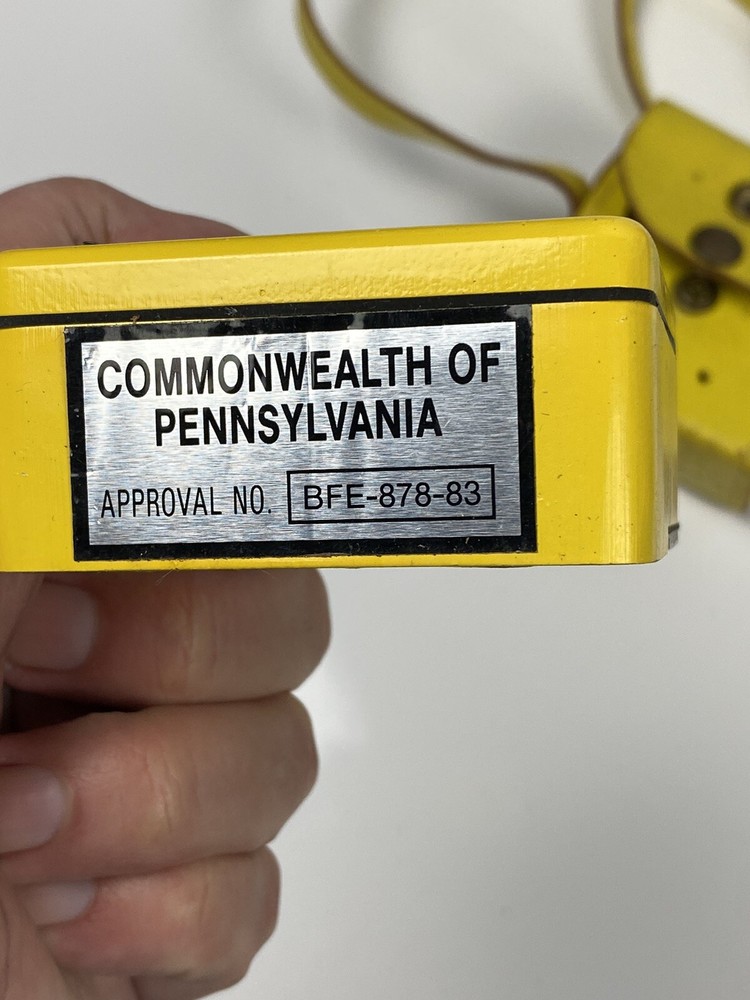 COMMONWEALTH OF
PENNSYLVANIA
APPROVAL NO. BFE-878-83